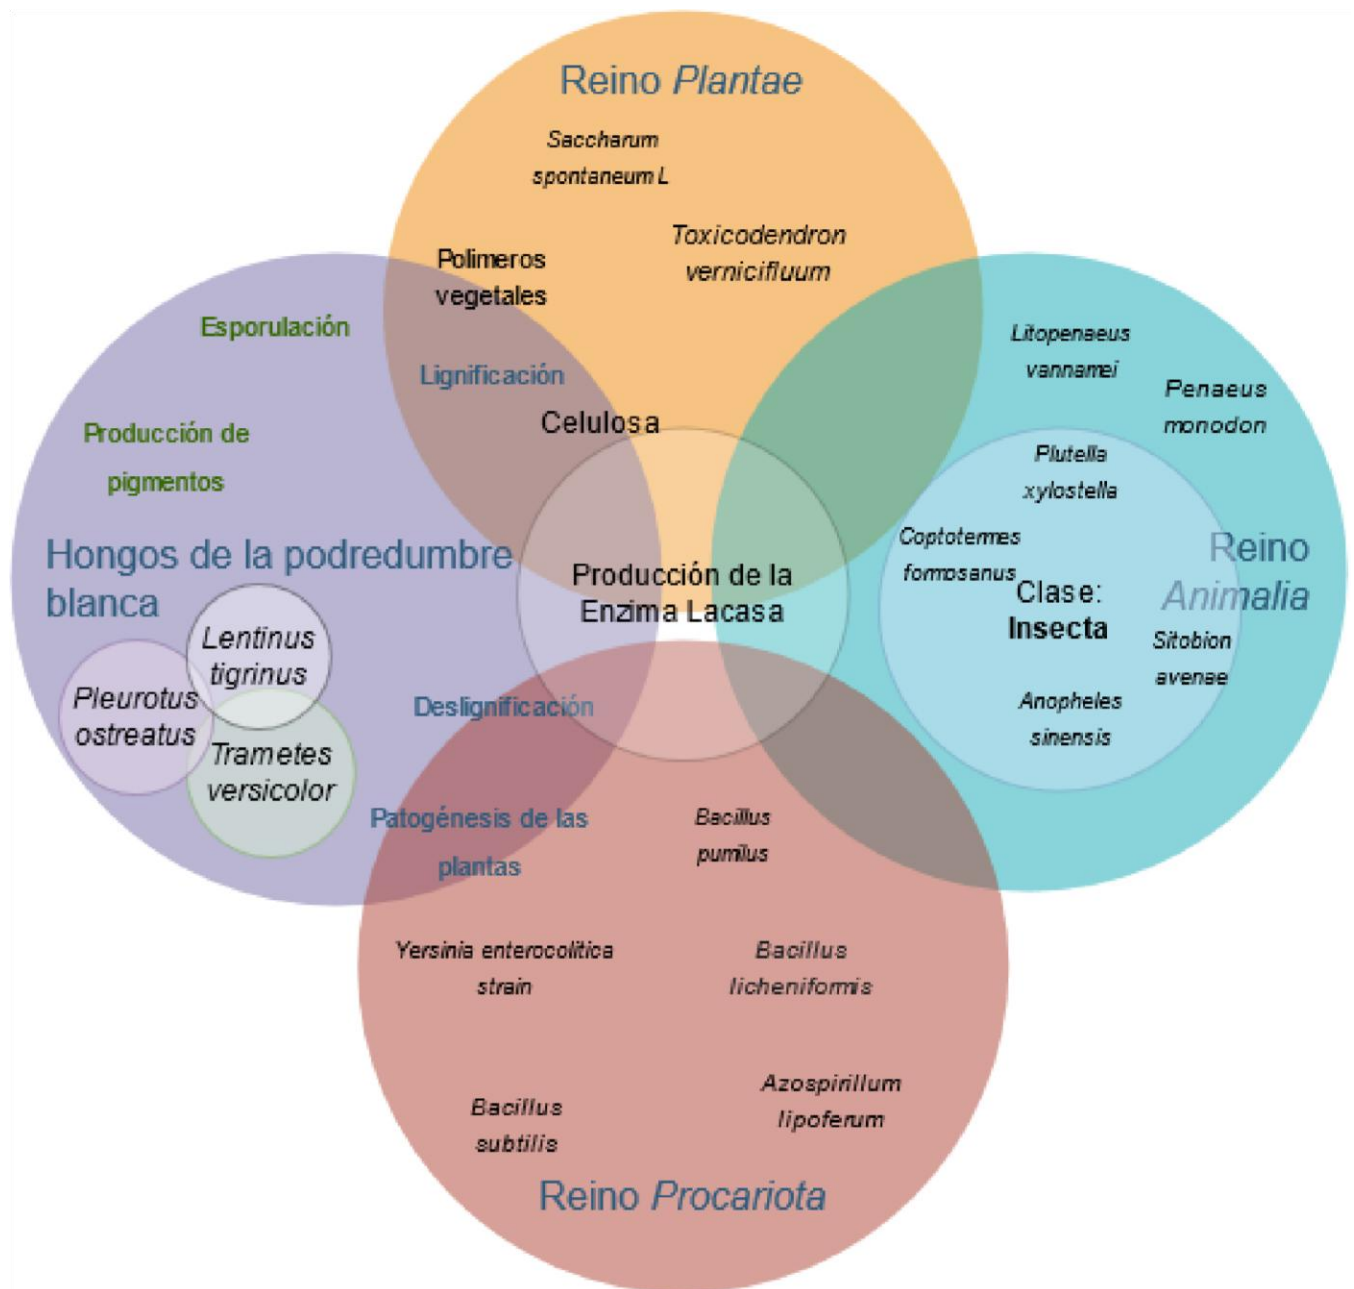 Reino Plantae
Saccharum
spontaneum L
Toxicodendron
vernicifluum
Polimeros
vegetales
Esporulación
Lignificación
Celulosa
Producción de
pigmentos
Hongos de la podredumbre
blanca
Lentinus
tigrinus
Pleurotus
ostreatus
Trametes
versicolor
Deslignificación
Patogénesis de las
plantas
Producción de la
Enzima Lacasa
Litopenaeus
vannamei
Penaeus
monodon
Plutella
xylostella
Coptotermes
formosanus
Clase:
Insecta
Reino
Animalia
Sitobion
avenae
Anopheles
sinensis
Bacillus
pumilus
Yersinia enterocolitica
strain
Bacillus
licheniformis
Azospirillum
lipoferum
Bacillus
subtilis
Reino Procariota